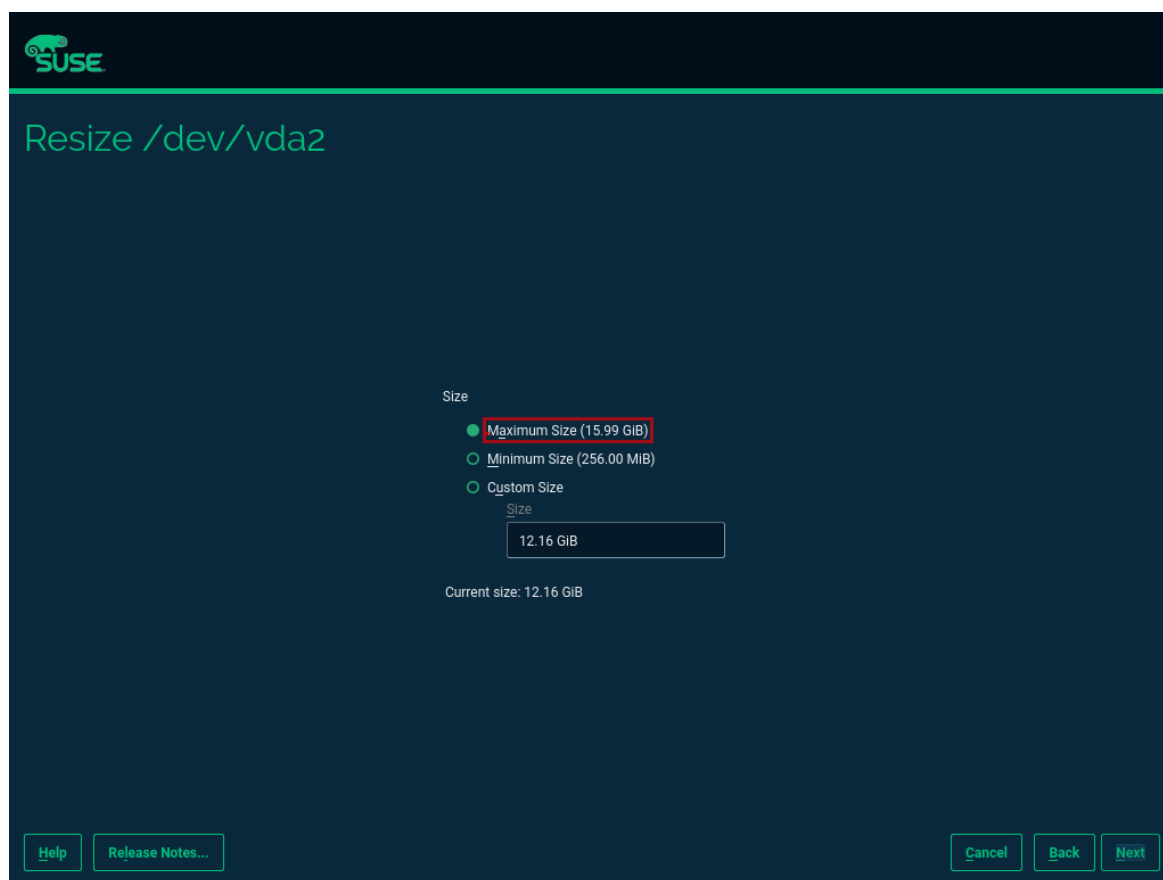 SUSE
Resize /dev/vda2
Size
Maximum Size (15.99 GiB)
Minimum Size (256.00 MiB)
Custom Size
Size
12.16 GiB
Current size: 12.16 GiB
Help Release Notes... Cancel Back Next